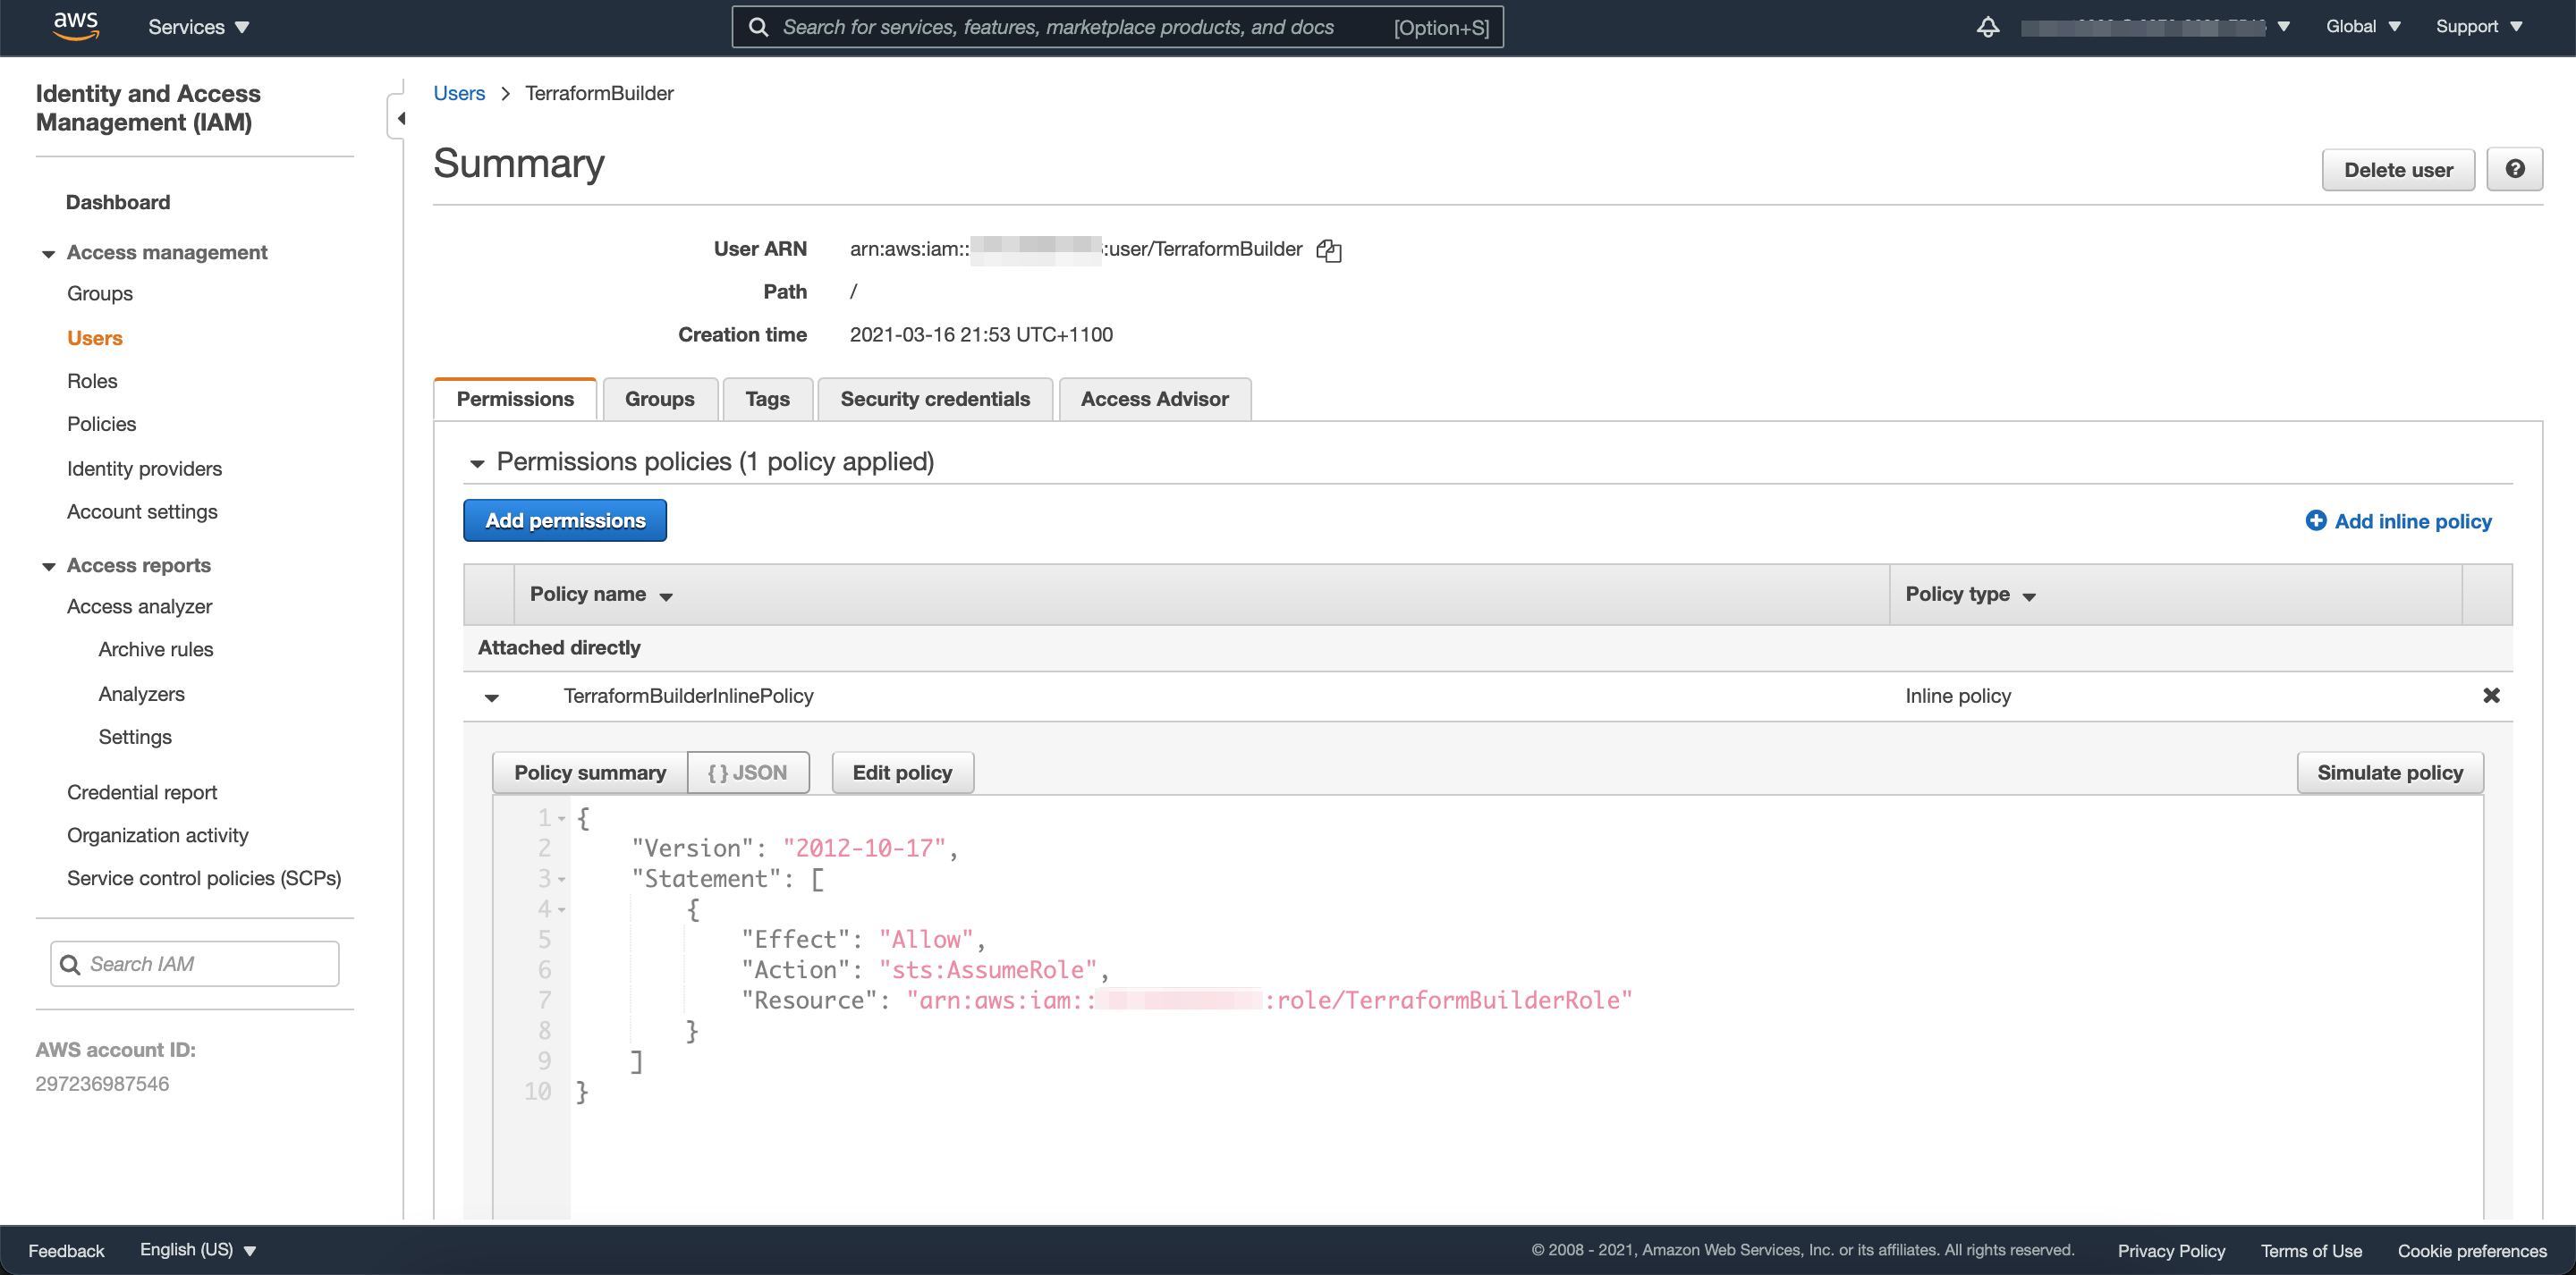 aws Services Search for services, features, marketplace products, and docs [Option+S] Global Support
Identity and Access
Management (IAM)
Dashboard
Access management
Groups
Users
Roles
Policies
Identity providers
Account settings
Access reports
Access analyzer
Archive rules
Analyzers
Settings
Credential report
Organization activity
Service control policies (SCPs)
Search IAM
AWS account ID:
297236987546
Users > TerraformBuilder
Summary
Delete user
User ARN arn:aws:iam:: :user/TerraformBuilder
Path /
Creation time 2021-03-16 21:53 UTC+1100
Permissions Groups Tags Security credentials Access Advisor
Permissions policies (1 policy applied)
Add permissions Add inline policy
Policy name Policy type
Attached directly
TerraformBuilderInlinePolicy Inline policy
Policy summary { } JSON Edit policy Simulate policy
1 {
2 "Version": "2012-10-17",
3 "Statement": [
4 {
5 "Effect": "Allow",
6 "Action": "sts:AssumeRole",
7 "Resource": "arn:aws:iam:: :role/TerraformBuilderRole"
8 }
9 ]
10 }
Feedback English (US) © 2008 - 2021, Amazon Web Services, Inc. or its affiliates. All rights reserved. Privacy Policy Terms of Use Cookie preferences